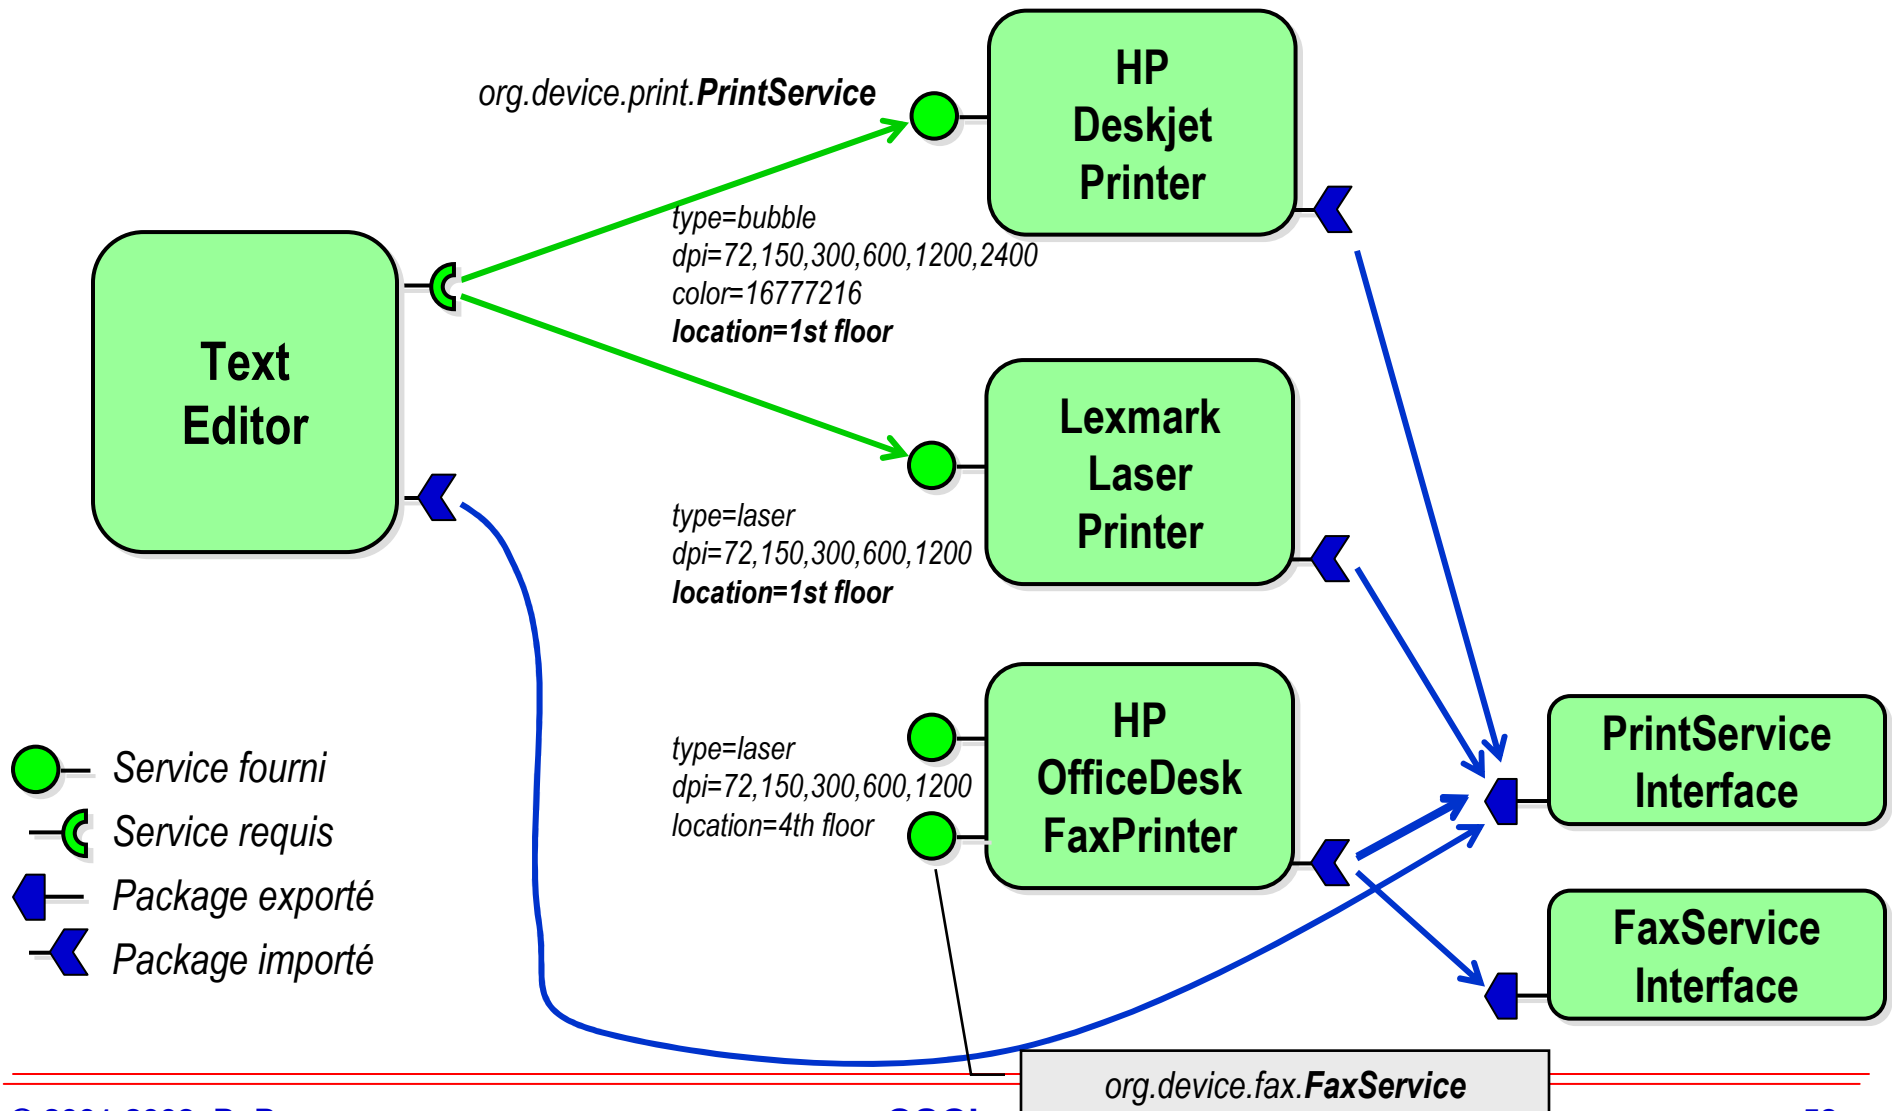 HP
Deskjet
Printer
org.device.print.PrintService
type=bubble
dpi=72,150,300,600,1200,2400
color=16777216
location=1st floor
Text
Editor
Lexmark
Laser
Printer
type=laser
dpi=72,150,300,600,1200
location=1st floor
HP
OfficeDesk
FaxPrinter
type=laser
dpi=72,150,300,600,1200
location=4th floor
PrintService
Interface
FaxService
Interface
Service fourni
Service requis
Package exporté
Package importé
org.device.fax.FaxService